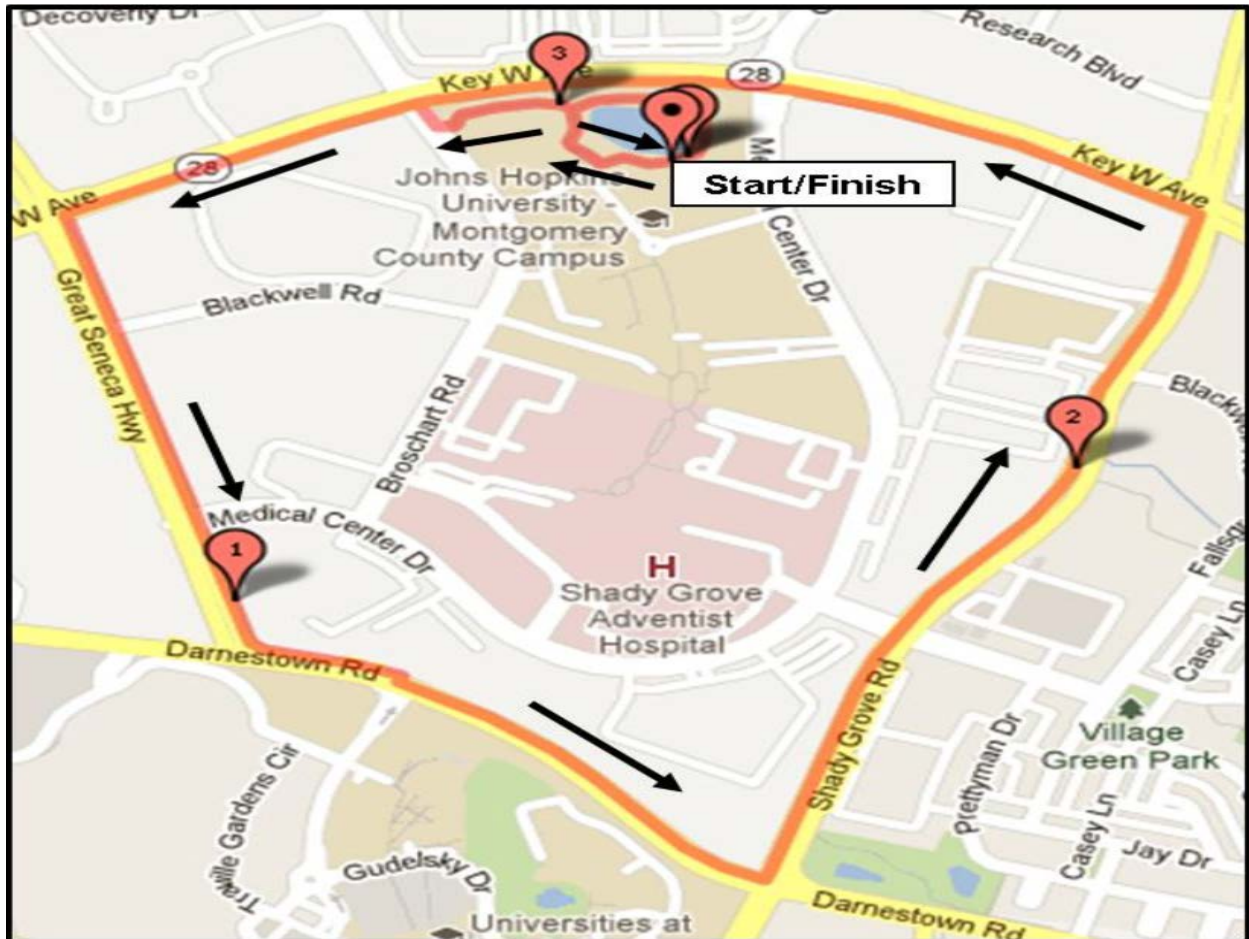 Decoverly Dr
Research Blvd
3
Key W Ave
28
Key W Ave
Start/Finish
28
W Ave
Johns Hopkins
University -
Montgomery
County Campus
Center Dr
Great Seneca Hwy
Blackwell Rd
Broschart Rd
2
Medical Center Dr
1
H
Shady Grove
Adventist
Hospital
Darnestown Rd
Shady Grove Rd
Casey Ln
Village
Green Park
Prettyman Dr
Casey Ln
Jay Dr
Traville Gardens Cir
Gudelsky Dr
Darnestown Rd
Universities at